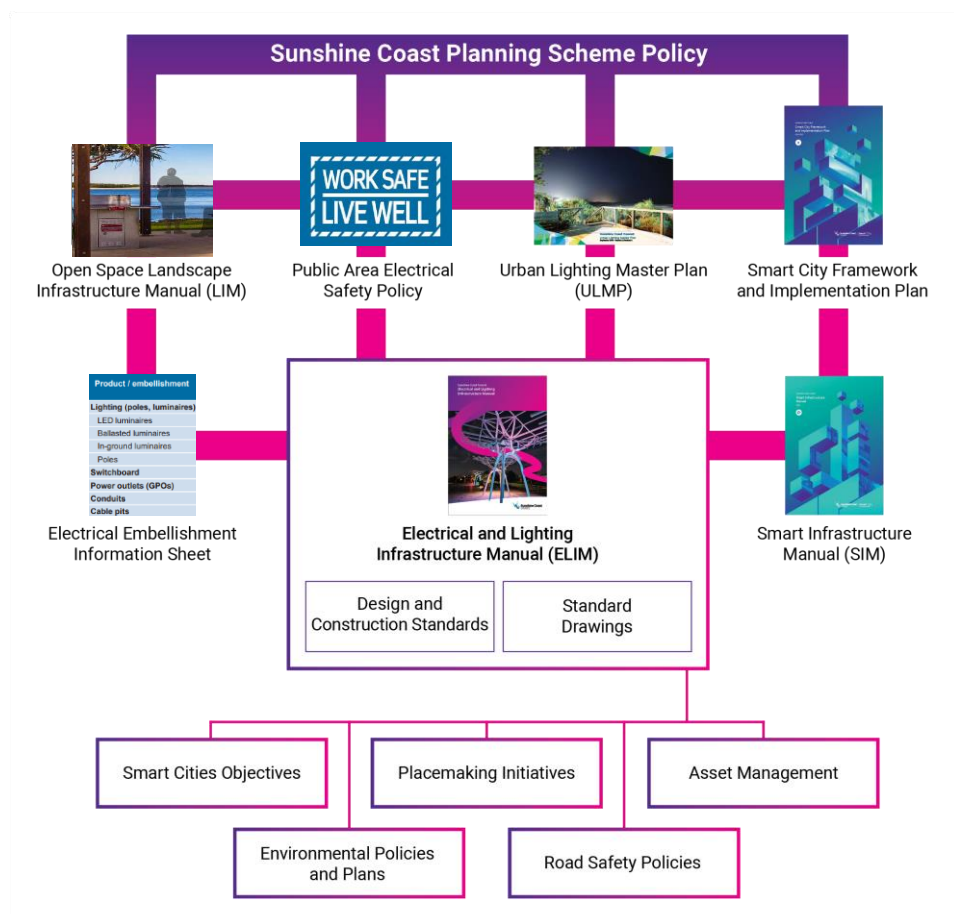 Sunshine Coast Planning Scheme Policy
WORK SAFE
LIVE WELL
Open Space Landscape
Infrastructure Manual (LIM)
Public Area Electrical
Safety Policy
Urban Lighting Master Plan
(ULMP)
Smart City Framework
and Implementation Plan
Product / embellishment
Lighting (poles, luminaires)
LED luminaires
Ballasted luminaires
In-ground luminaires
Poles
Switchboard
Power outlets (GPOs)
Conduits
Cable pits
Electrical Embellishment
Information Sheet
Electrical and Lighting
Infrastructure Manual (ELIM)
Smart Infrastructure
Manual (SIM)
Design and
Construction Standards
Standard
Drawings
Smart Cities Objectives
Placemaking Initiatives
Asset Management
Environmental Policies
and Plans
Road Safety Policies